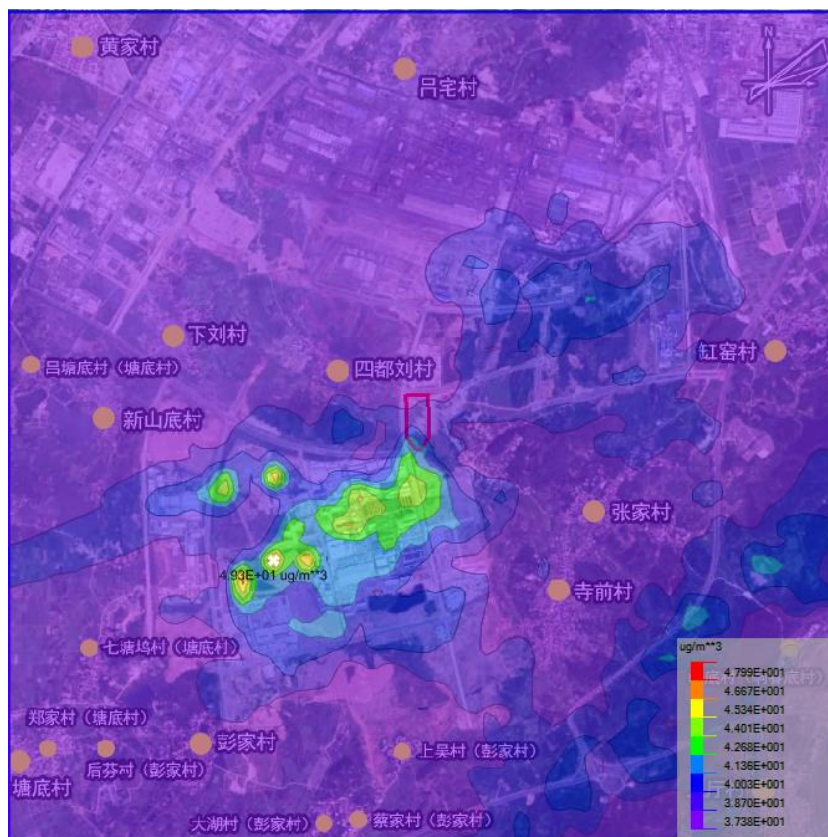 黄家村
吕宅村
N
下刘村
吕塘底村（塘底村）
四都刘村
缸窑村
新山底村
张家村
4.93E+01 ug/m**3
寺前村
七塘坞村（塘底村）
郑家村（塘底村）
彭家村
后芬村（彭家村）
上吴村（彭家村）
塘底村
大湖村（彭家村）
蔡家村（彭家村）
ug/m**3
4.799E+001
4.667E+001
4.534E+001
4.401E+001
4.268E+001
4.136E+001
4.003E+001
3.870E+001
3.738E+001